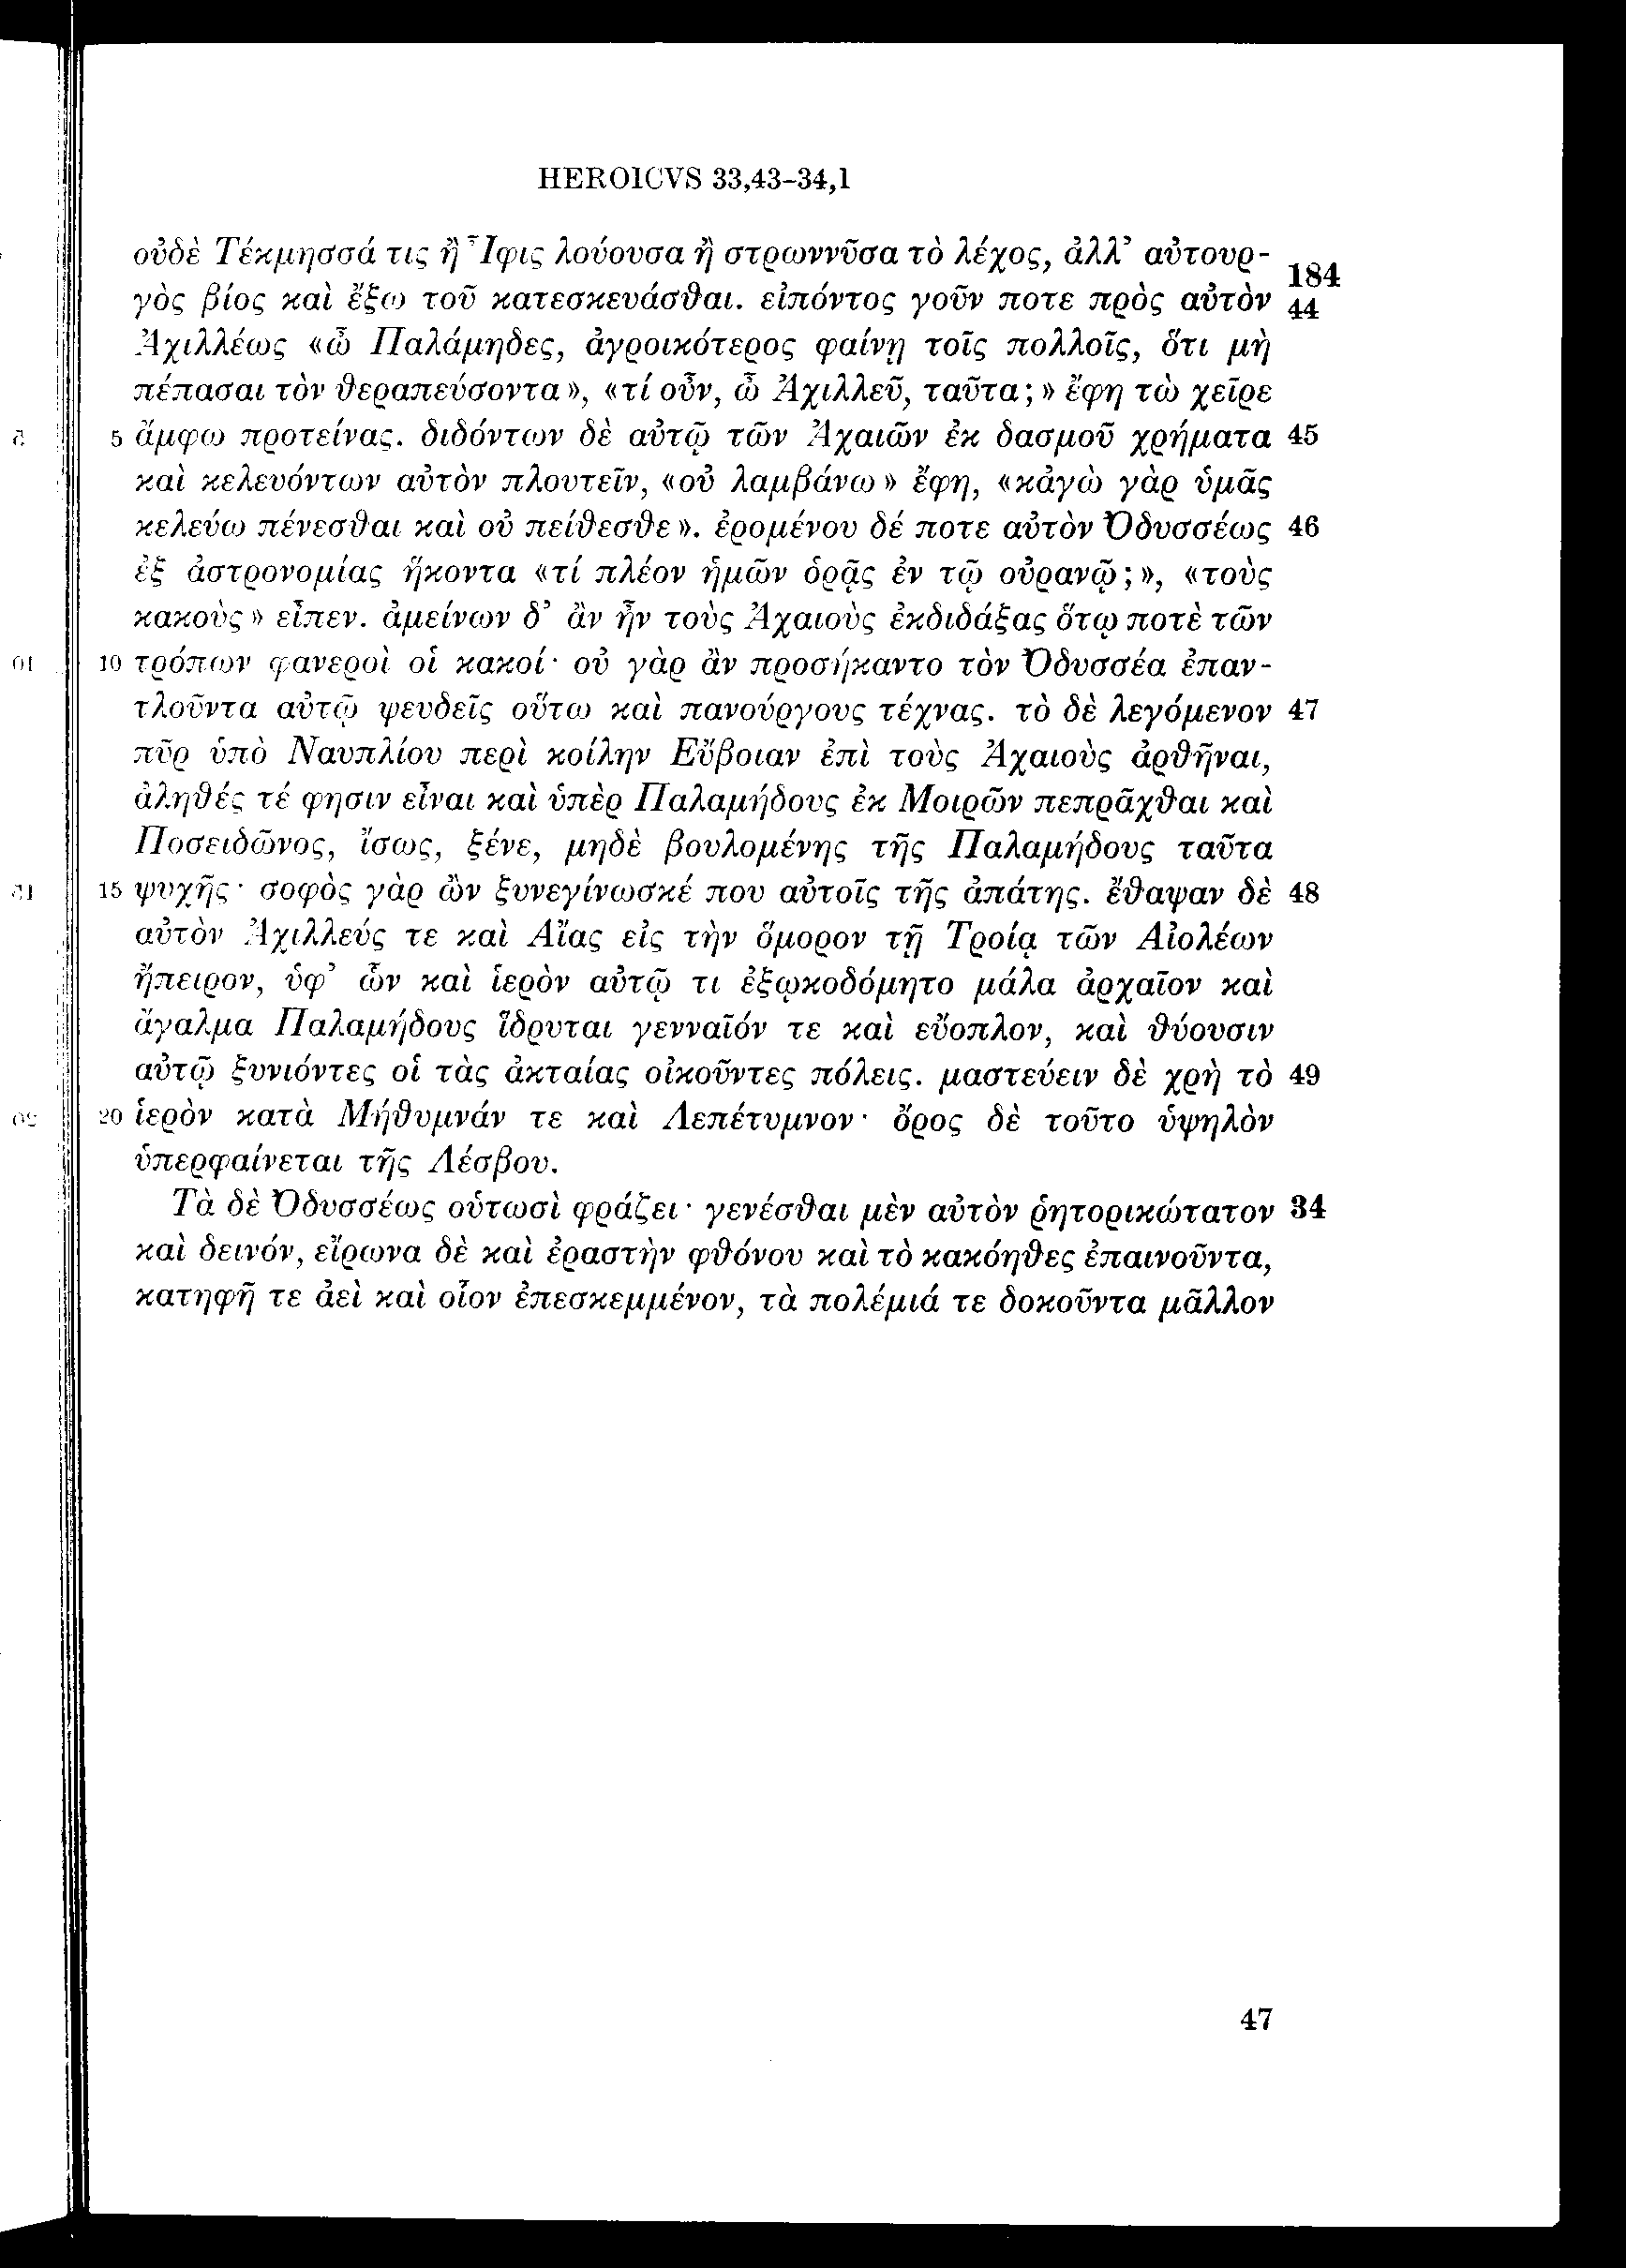 HEROICVS 33,43-34,1
οὐδὲ Τέκμησσά τις ἢ Ἶφις λούουσα ἢ στρωννῦσα τὸ λέχος, ἀλλ’ αὐτουρ-
184
γὸς βίος καὶ ἔξω τοῦ κατεσκευάσθαι. εἰπόντος γοῦν ποτε πρὸς αὐτὸν 44
Ἀχιλλέως «ὦ Παλάμηδες, ἀγροικότερος φαίνῃ τοῖς πολλοῖς, ὅτι μὴ
πέπασαι τὸν θεραπεύσοντα», «τί οὖν, ὦ Ἀχιλλεῦ, ταῦτα;» ἔφη τὼ χεῖρε
5 ἄμφω προτείνας. διδόντων δὲ αὐτῷ τῶν Ἀχαιῶν ἐκ δασμοῦ χρήματα 45
καὶ κελευόντων αὐτὸν πλουτεῖν, «οὐ λαμβάνω» ἔφη, «κἀγὼ γὰρ ὑμᾶς
κελεύω πένεσθαι καὶ οὐ πείθεσθε». ἐρομένου δέ ποτε αὐτὸν Ὀδυσσέως 46
ἐξ ἀστρονομίας ἥκοντα «τί πλέον ἡμῶν ὁρᾷς ἐν τῷ οὐρανῷ;», «τοὺς
κακοὺς» εἶπεν. ἀμείνων δ’ ἂν ἦν τοὺς Ἀχαιοὺς ἐκδιδάξας ὅτῳ ποτὲ τῶν
10 τρόπων φανεροὶ οἱ κακοί· οὐ γὰρ ἂν προσήκαντο τὸν Ὀδυσσέα ἐπαν-
τλοῦντα αὐτῷ ψευδεῖς οὕτω καὶ πανούργους τέχνας. τὸ δὲ λεγόμενον 47
πῦρ ὑπὸ Ναυπλίου περὶ κοίλην Εὔβοιαν ἐπὶ τοὺς Ἀχαιοὺς ἀρθῆναι,
ἀληθές τέ φησιν εἶναι καὶ ὑπὲρ Παλαμήδους ἐκ Μοιρῶν πεπρᾶχθαι καὶ
Ποσειδῶνος, ἴσως, ξένε, μηδὲ βουλομένης τῆς Παλαμήδους ταῦτα
15 ψυχῆς· σοφὸς γὰρ ὢν ξυνεγίνωσκέ που αὐτοῖς τῆς ἀπάτης. ἔθαψαν δὲ 48
αὐτὸν Ἀχιλλεύς τε καὶ Αἴας εἰς τὴν ὅμορον τῇ Τροίᾳ τῶν Αἰολέων
ἤπειρον, ὑφ’ ὧν καὶ ἱερὸν αὐτῷ τι ἐξῳκοδόμητο μάλα ἀρχαῖον καὶ
ἄγαλμα Παλαμήδους ἵδρυται γενναῖόν τε καὶ εὔοπλον, καὶ θύουσιν
αὐτῷ ξυνιόντες οἱ τὰς ἀκταίας οἰκοῦντες πόλεις. μαστεύειν δὲ χρὴ τὸ 49
20 ἱερὸν κατὰ Μήθυμνάν τε καὶ Λεπέτυμνον· ὄρος δὲ τοῦτο ὑψηλὸν
ὑπερφαίνεται τῆς Λέσβου.
Τὰ δὲ Ὀδυσσέως οὑτωσὶ φράζει· γενέσθαι μὲν αὐτὸν ῥητορικώτατον 34
καὶ δεινόν, εἴρωνα δὲ καὶ ἐραστὴν φθόνου καὶ τὸ κακόηθες ἐπαινοῦντα,
κατηφῆ τε ἀεὶ καὶ οἷον ἐπεσκεμμένον, τὰ πολέμιά τε δοκοῦντα μᾶλλον
47